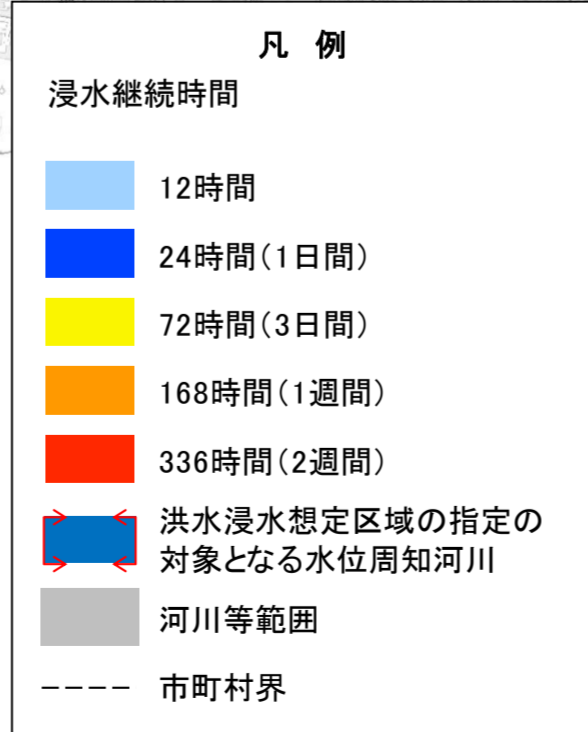 凡 例
浸水継続時間
12時間
24時間(1日間)
72時間(3日間)
168時間(1週間)
336時間(2週間)
洪水浸水想定区域の指定の
対象となる水位周知河川
河川等範囲
市町村界